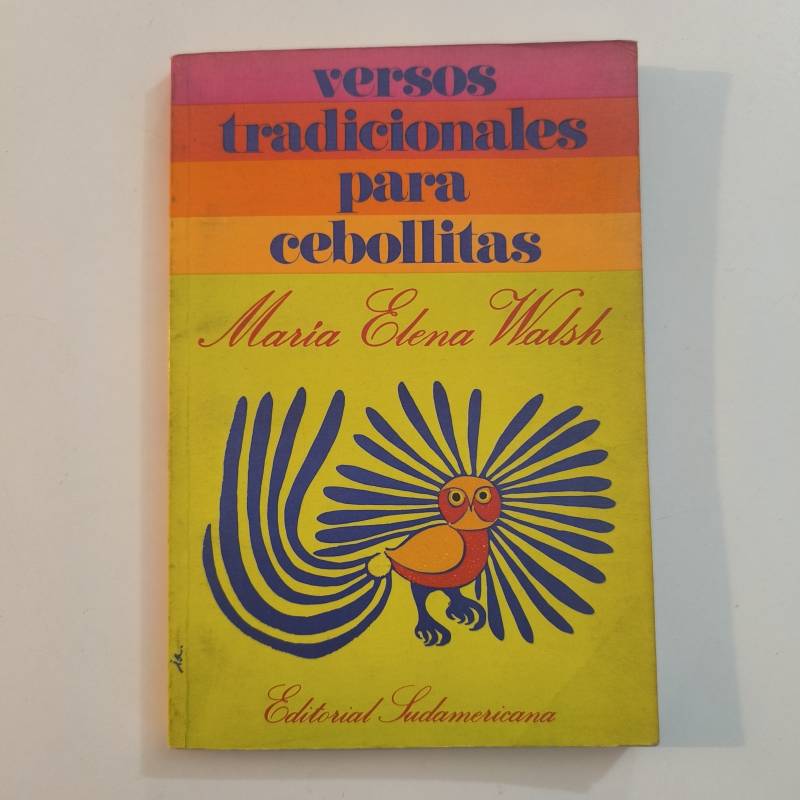 versos
tradicionales
para
cebollitas
María Elena Walsh
Editorial Sudamericana